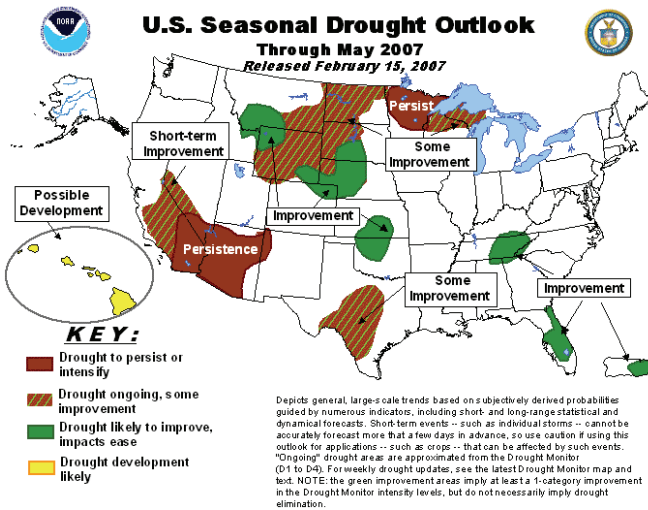 NOAA
U.S. Seasonal Drought Outlook
Through May 2007
Released February 15, 2007
Persist
Short-term
Improvement
Some
Improvement
Possible
Development
Improvement
Persistence
Some
Improvement
Improvement
KEY:
Drought to persist or
intensify
Drought ongoing, some
improvement
Drought likely to improve,
impacts ease
Drought development
likely
Depicts general, large-scale trends based on subjectively derived probabilities
guided by numerous indicators, including short- and long-range statistical and
dynamical forecasts. Short-term events -- such as individual storms -- cannot be
accurately forecast more that a few days in advance, so use caution if using this
outlook for applications -- such as crops -- that can be affected by such events.
"Ongoing" drought areas are approximated from the Drought Monitor
(D1 to D4). For weekly drought updates, see the latest Drought Monitor map and
text. NOTE: the green improvement areas imply at least a 1-category improvement
in the Drought Monitor intensity levels, but do not necessarily imply drought
elimination.